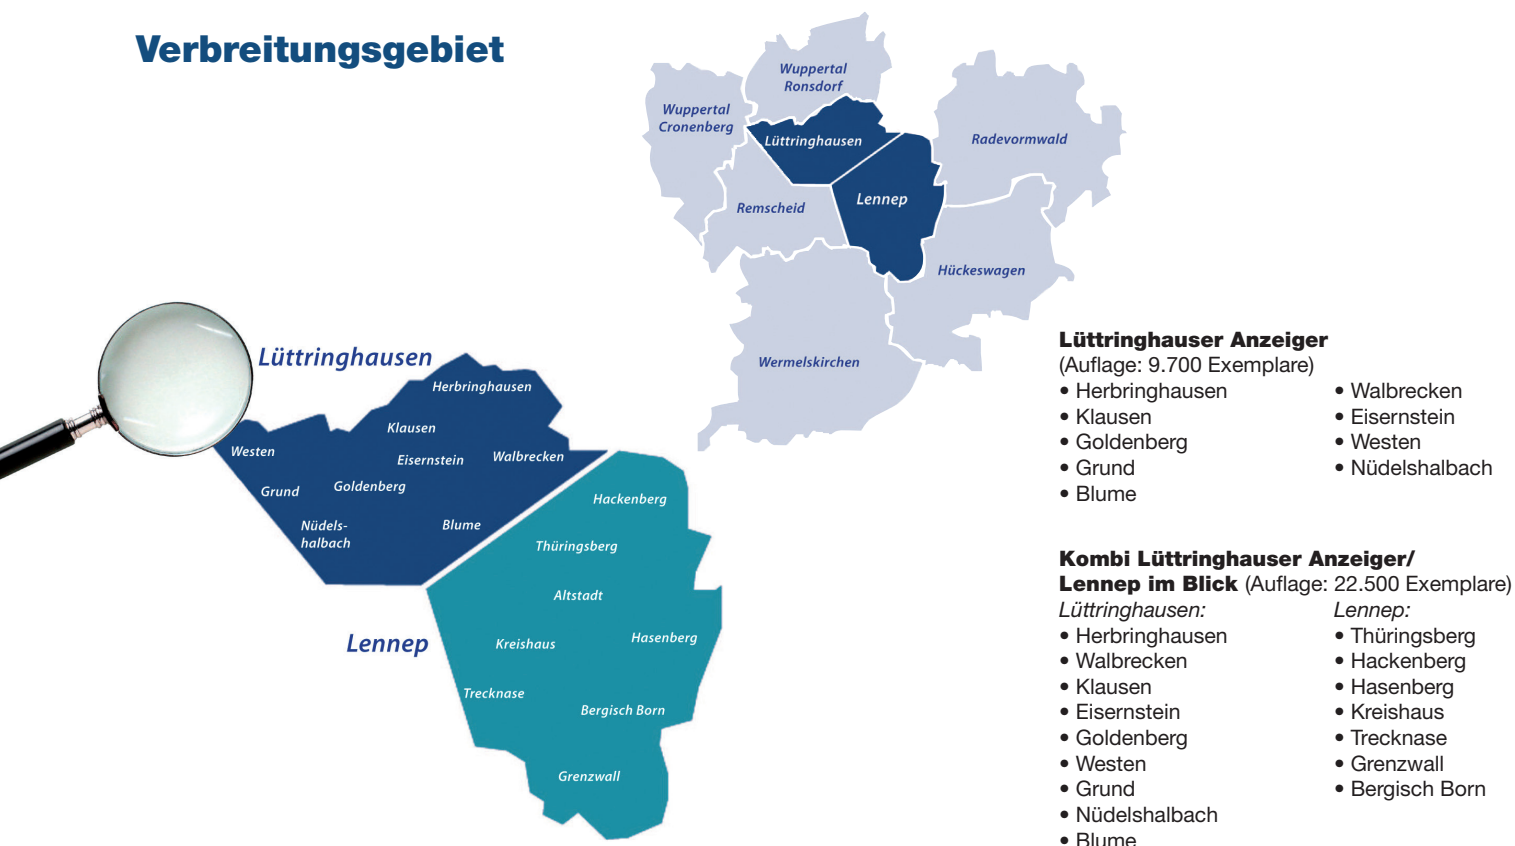 Verbreitungsgebiet
Wuppertal
Ronsdorf
Wuppertal
Cronenberg
Lüttringhausen
Radevormwald
Lennep
Remscheid
Hückeswagen
Wermelskirchen
Lüttringhausen
Herbringhausen
Klausen
Westen
Eisernstein
Walbrecken
Grund
Goldenberg
Nüdels-
halbach
Blume
Hackenberg
Thüringsberg
Altstadt
Lennep
Kreishaus
Hasenberg
Trecknase
Bergisch Born
Grenzwall
Lüttringhauser Anzeiger
(Auflage: 9.700 Exemplare)
• Herbringhausen
• Klausen
• Goldenberg
• Grund
• Blume
• Walbrecken
• Eisernstein
• Westen
• Nüdelshalbach
Kombi Lüttringhauser Anzeiger/
Lennep im Blick (Auflage: 22.500 Exemplare)
Lüttringhausen:
• Herbringhausen
• Walbrecken
• Klausen
• Eisernstein
• Goldenberg
• Westen
• Grund
• Nüdelshalbach
• Blume
Lennep:
• Thüringsberg
• Hackenberg
• Hasenberg
• Kreishaus
• Trecknase
• Grenzwall
• Bergisch Born